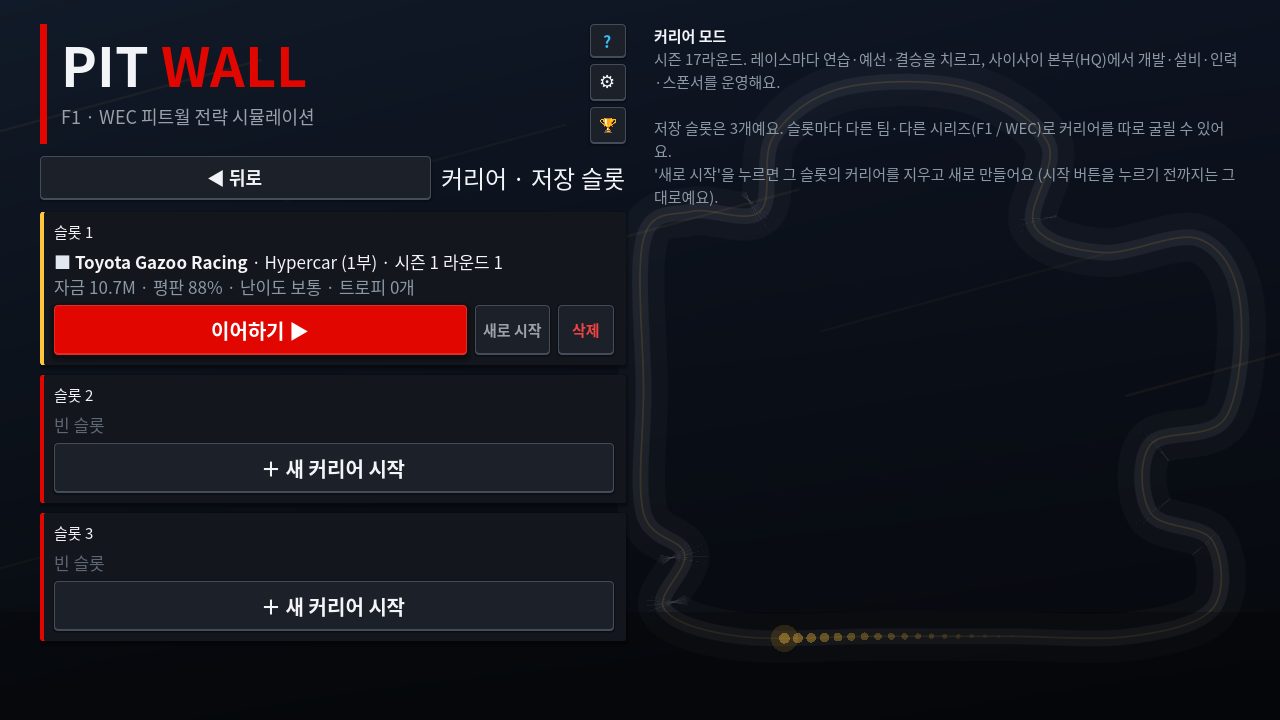 PIT WALL
F1 · WEC 피트월 전략 시뮬레이션
?
◀ 뒤로
커리어 · 저장 슬롯
슬롯 1
Toyota Gazoo Racing · Hypercar (1부) · 시즌 1 라운드 1
자금 10.7M · 평판 88% · 난이도 보통 · 트로피 0개
이어하기 ▶
새로 시작
삭제
슬롯 2
빈 슬롯
＋ 새 커리어 시작
슬롯 3
빈 슬롯
＋ 새 커리어 시작
커리어 모드
시즌 17라운드. 레이스마다 연습·예선·결승을 치르고, 사이사이 본부(HQ)에서 개발·설비·인력
·스폰서를 운영해요.
저장 슬롯은 3개예요. 슬롯마다 다른 팀·다른 시리즈(F1 / WEC)로 커리어를 따로 굴릴 수 있어
요.
'새로 시작'을 누르면 그 슬롯의 커리어를 지우고 새로 만들어요 (시작 버튼을 누르기 전까지는 그
대로예요).